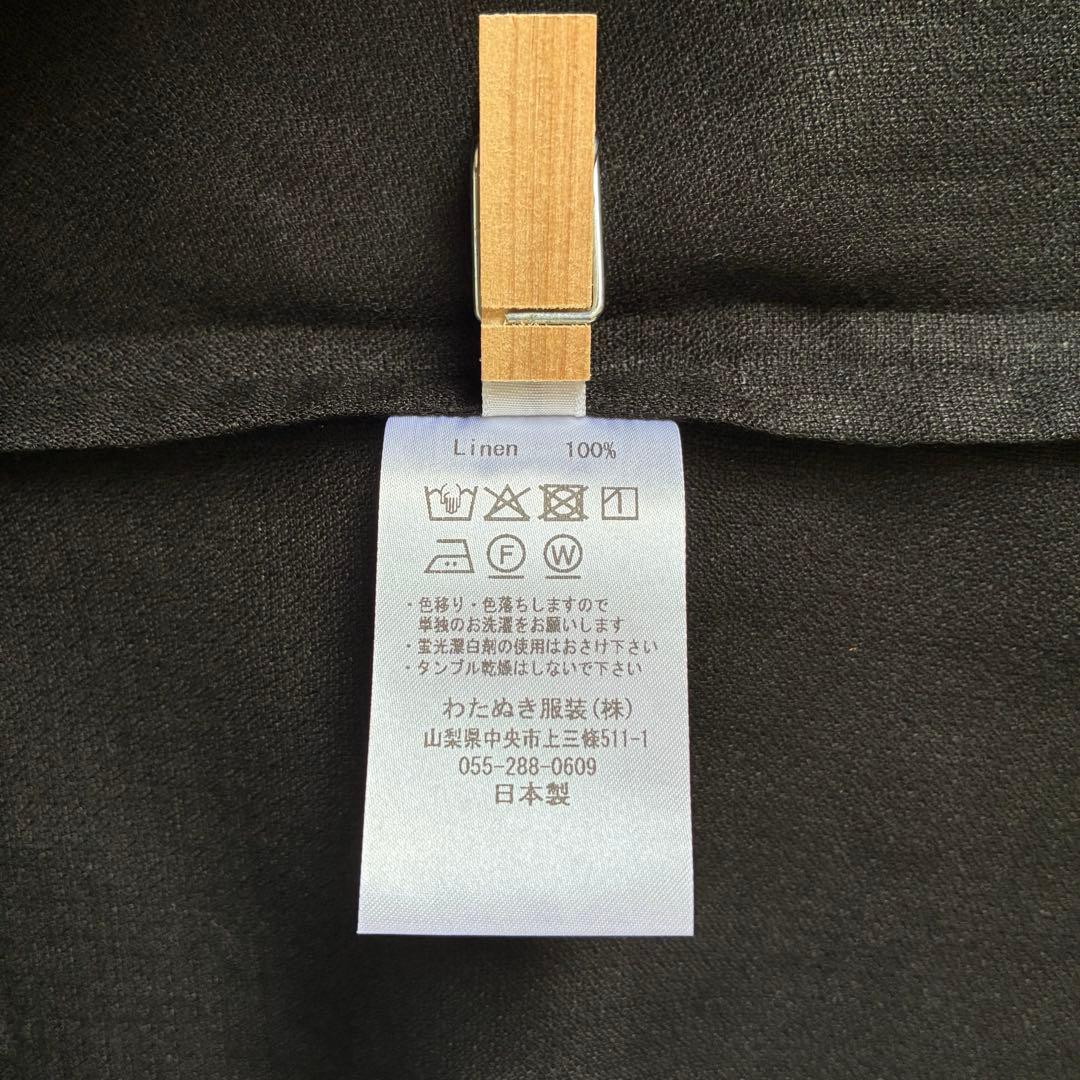 Linen 100%
F W
・色移り・色落ちしますので
単独のお洗濯をお願いします
・蛍光漂白剤の使用はおさけ下さい
・タンブル乾燥はしないで下さい
わたぬき服装(株)
山梨県中央市上三條511-1
055-288-0609
日本製